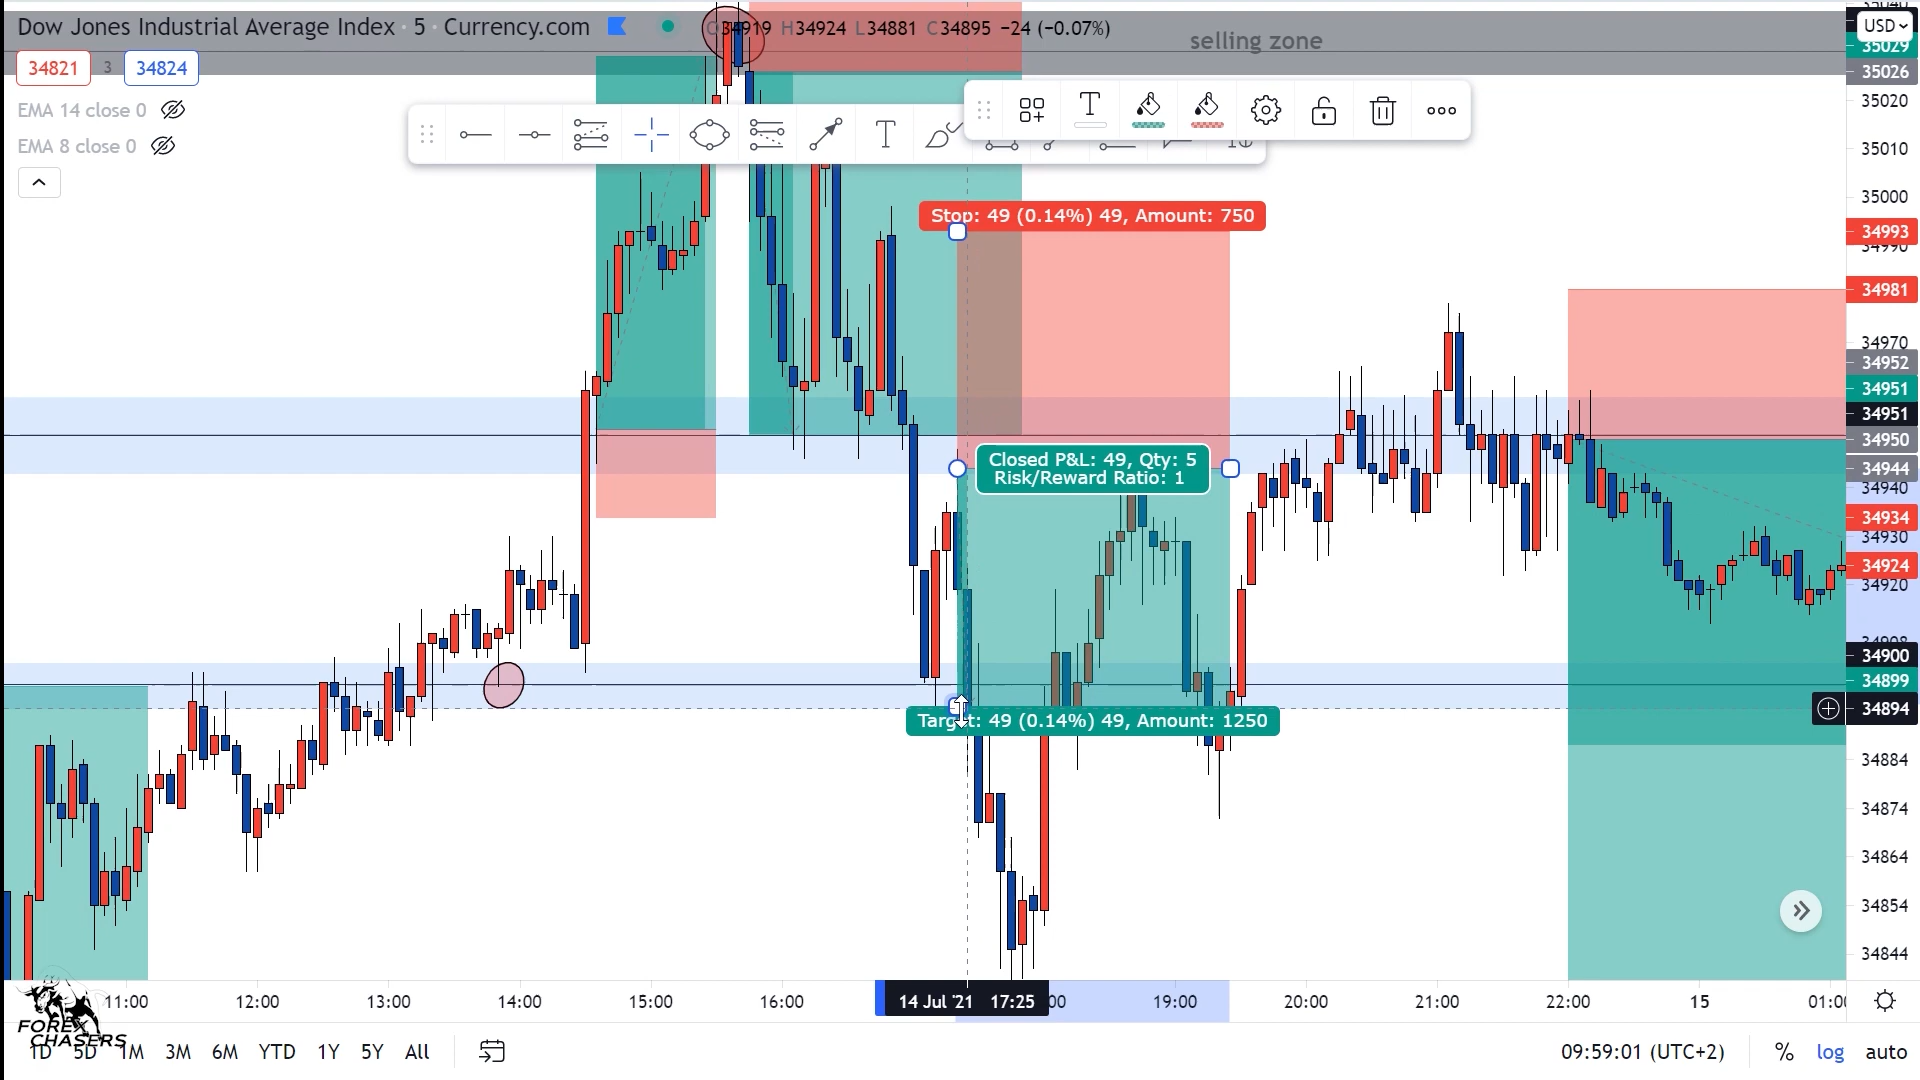 Dow Jones Industrial Average Index · 5 · Currency.com
34919 H34924 L34881 C34895 −24 (−0.07%)
selling zone
USD
34821
3
34824
EMA 14 close 0
EMA 8 close 0
T
T
Stop: 49 (0.14%) 49, Amount: 750
Closed P&L: 49, Qty: 5
Risk/Reward Ratio: 1
Target: 49 (0.14%) 49, Amount: 1250
35029
35026
35020
35010
35000
34993
34990
34981
34970
34952
34951
34951
34950
34944
34940
34934
34930
34924
34920
34900
34899
34894
34884
34874
34864
34854
34844
11:00
12:00
13:00
14:00
15:00
16:00
14 Jul '21 17:25
19:00
20:00
21:00
22:00
15
FOREX
CHASERS
1D 5D 1M 3M 6M YTD 1Y 5Y All
09:59:01 (UTC+2)
%
log
auto